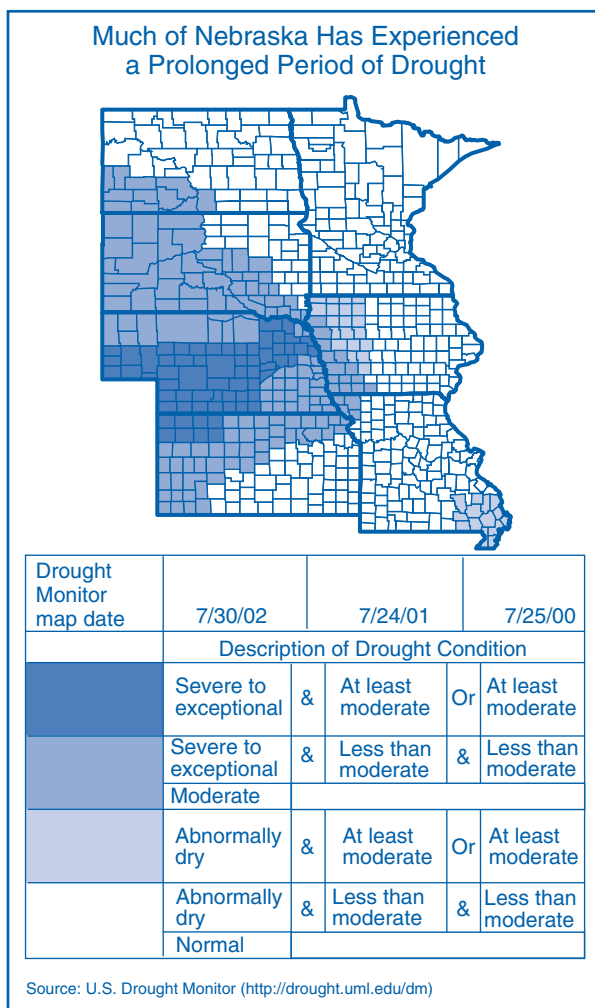 Much of Nebraska Has Experienced
a Prolonged Period of Drought
Drought
Monitor
map date
7/30/02
7/24/01
7/25/00
Description of Drought Condition
Severe to
exceptional
&
At least
moderate
Or
At least
moderate
Severe to
exceptional
&
Less than
moderate
&
Less than
moderate
Moderate
Abnormally
dry
&
At least
moderate
Or
At least
moderate
Abnormally
dry
&
Less than
moderate
&
Less than
moderate
Normal
Source: U.S. Drought Monitor (http://drought.uml.edu/dm)